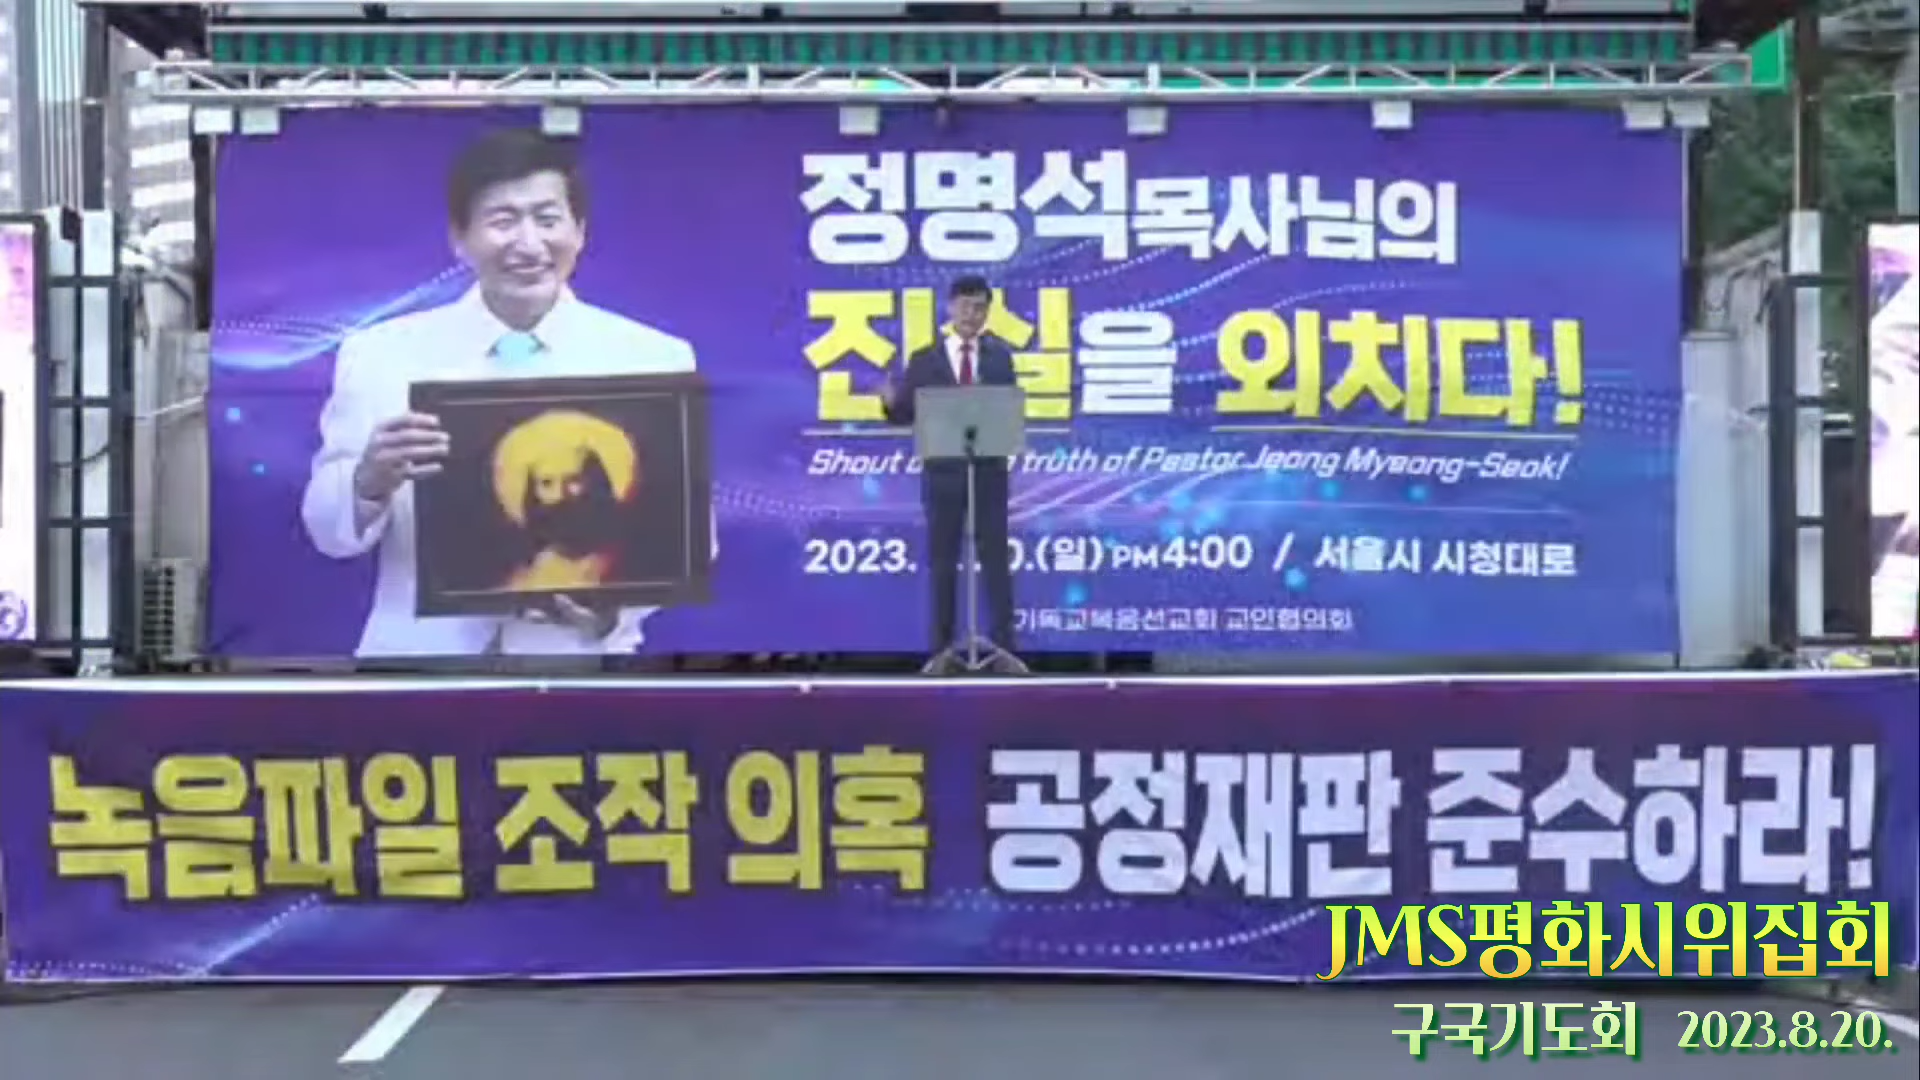 정명석목사님의
진실을 외치다!
Shout truth of Pastor Jeong Myeong-Seok!
2023. (일) PM 4:00 / 서울시 시청대로
기독교복음선교회 교인협의회
녹음파일 조작 의혹 공정재판 준수하라!
JMS평화시위집회
구국기도회 2023.8.20.